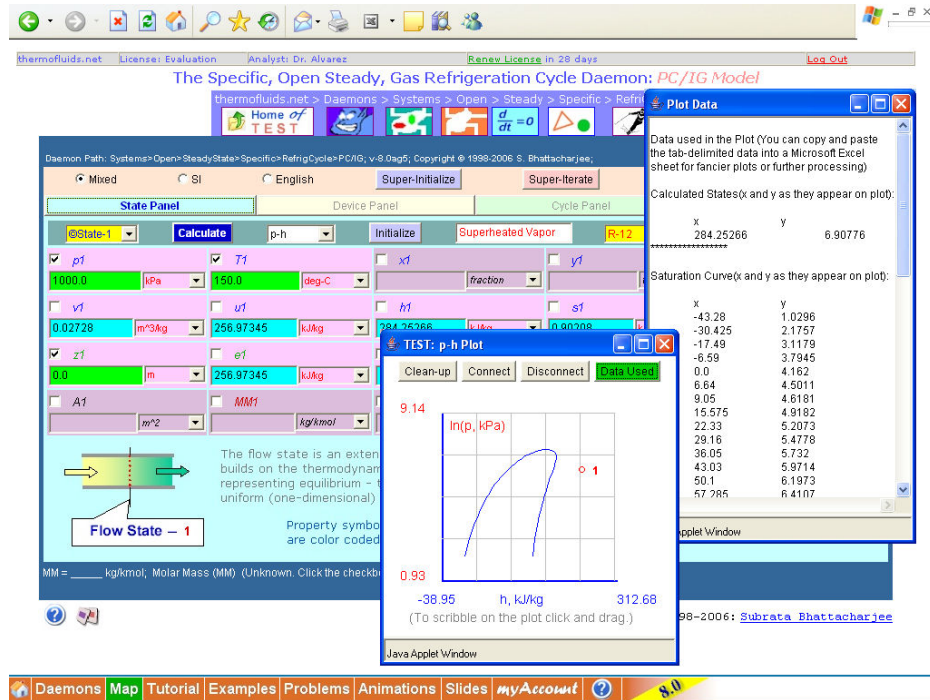 thermofluids.net License: Evaluation Analyst: Dr. Alvarez Renew License in 28 days Log Out
The Specific, Open Steady, Gas Refrigeration Cycle Daemon: PC/IG Model
thermofluids.net > Daemons > Systems > Open > Steady > Specific > Refri
Home of
TEST
d/dt =0
Daemon Path: Systems>Open>SteadyState>Specific>RefrigCycle>PC/IG; v-8.0ag5; Copyright © 1998-2006 S. Bhattacharjee;
Mixed SI English Super-Initialize Super-Iterate
State Panel Device Panel Cycle Panel
©State-1 Calculate p-h Initialize Superheated Vapor R-12
p1 T1 x1 y1
1000.0 kPa 150.0 deg-C fraction
v1 u1 h1 s1
0.02728 m^3/kg 256.97345 kJ/kg 284.25266 kJ/kg 0.90208
z1 e1
0.0 m 256.97345 kJ/kg
A1 MM1
m^2 kg/kmol
The flow state is an exten
builds on the thermodynam
representing equilibrium -
uniform (one-dimensional)
Flow State – 1
Property symbo
are color coded
MM = _____ kg/kmol; Molar Mass (MM) (Unknown. Click the checkb
Plot Data
Data used in the Plot (You can copy and paste
the tab-delimited data into a Microsoft Excel
sheet for fancier plots or further processing)
Calculated States(x and y as they appear on plot):
x y
284.25266 6.90776
*****************
Saturation Curve(x and y as they appear on plot):
x y
-43.28 1.0296
-30.425 2.1757
-17.49 3.1179
-6.59 3.7945
0.0 4.162
6.64 4.5011
9.05 4.6181
15.575 4.9182
22.33 5.2073
29.16 5.4778
36.05 5.732
43.03 5.9714
50.1 6.1973
57.285 6.4107
pplet Window
TEST: p-h Plot
Clean-up Connect Disconnect Data Used
9.14
ln(p, kPa)
1
0.93
-38.95 h, kJ/kg 312.68
(To scribble on the plot click and drag.)
Java Applet Window
98-2006: Subrata Bhattacharjee
Daemons Map Tutorial Examples Problems Animations Slides myAccount ? 8.0